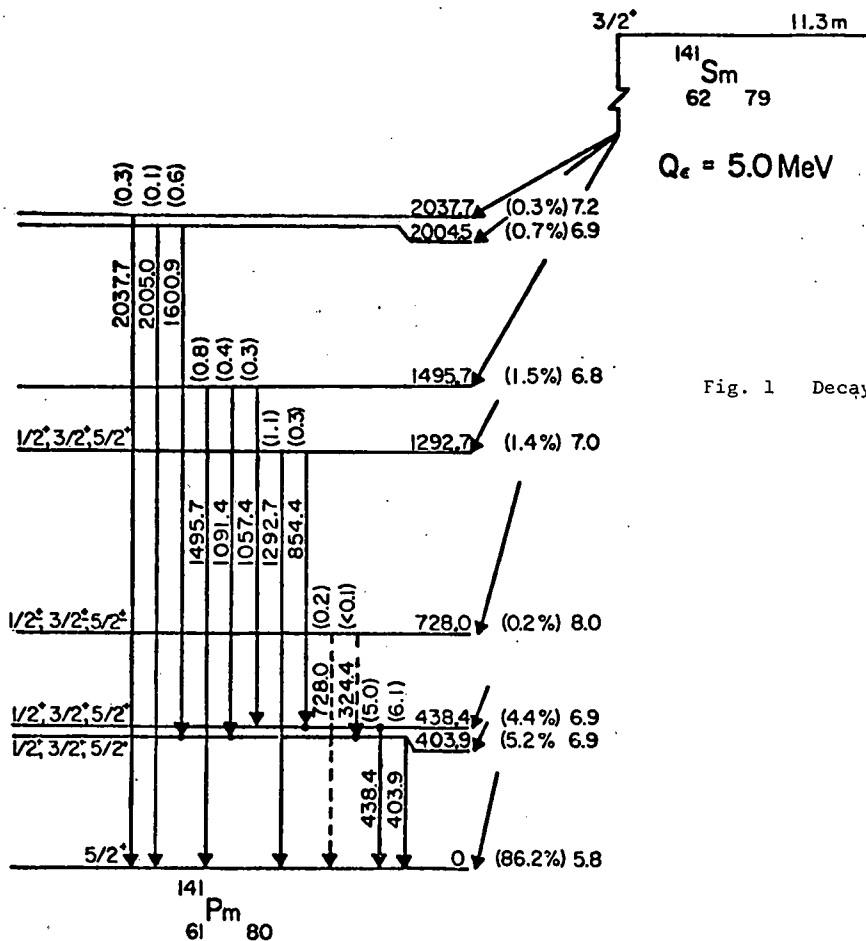 3/2⁺ 11.3m
¹⁴¹Sm
62 79
Qϵ = 5.0 MeV
(0.3) (0.1) (0.6)
2037.7 (0.3%) 7.2
2004.5 (0.7%) 6.9
2037.7 2005.0 1600.9
(0.8) (0.4) (0.3)
1495.7 (1.5%) 6.8
Fig. 1 Decay
(1.1) (0.3)
1/2⁺, 3/2⁺, 5/2⁺ 1292.7 (1.4%) 7.0
1495.7 1091.4 1057.4 1292.7 854.4
(0.2) (<0.1)
1/2±, 3/2±, 5/2± 728.0 (0.2%) 8.0
728.0 324.4 (5.0) (6.1)
1/2⁺, 3/2⁺, 5/2⁺ 438.4 (4.4%) 6.9
1/2⁺, 3/2⁺, 5/2⁺ 403.9 (5.2% 6.9
438.4 403.9
5/2⁺ 0 (86.2%) 5.8
¹⁴¹Pm
61 80